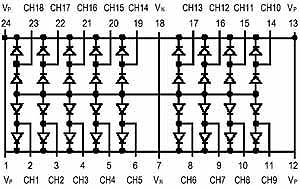 VP CH18 CH17 CH16 CH15 CH14 VN CH13 CH12 CH11 CH10 VP
24 23 22 21 20 19 18 17 16 15 14 13
1 2 3 4 5 6 7 8 9 10 11 12
VP CH1 CH2 CH3 CH4 CH5 VN CH6 CH7 CH8 CH9 VP